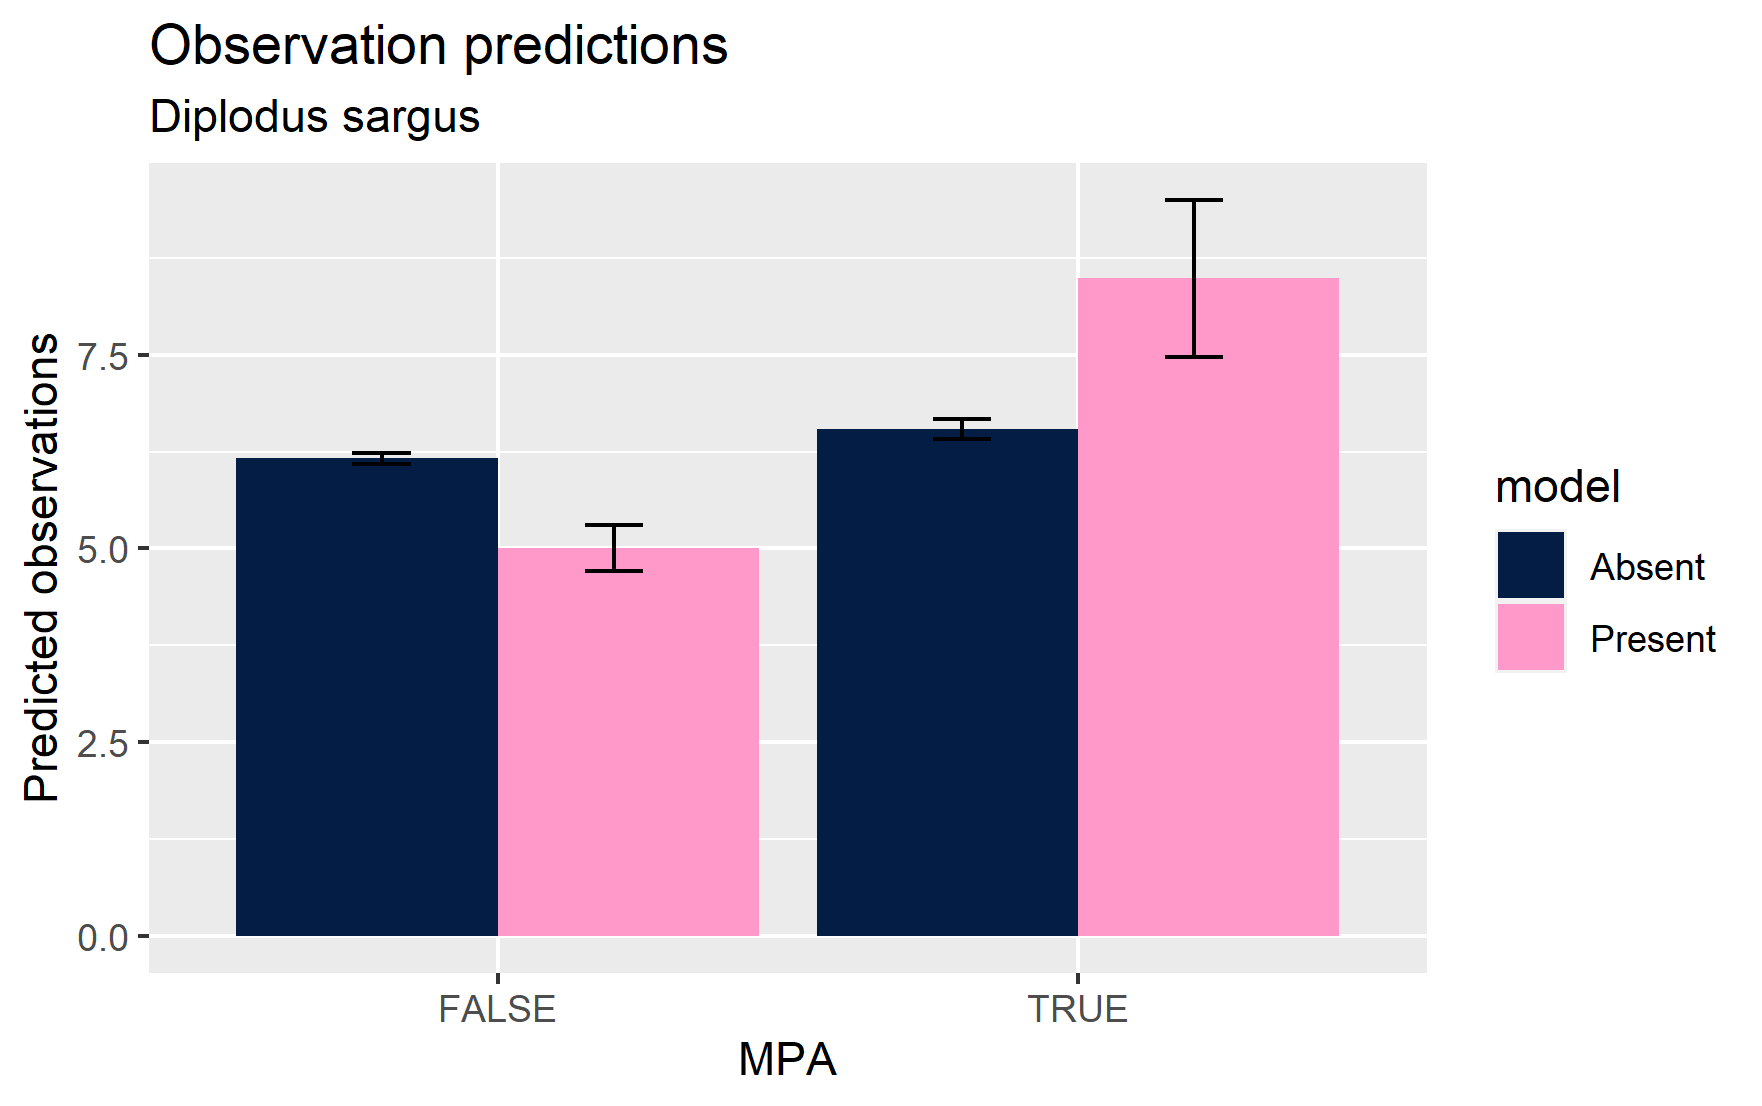 Observation predictions
Diplodus sargus
Predicted observations
7.5
5.0
2.5
0.0
FALSE
TRUE
MPA
model
Absent
Present